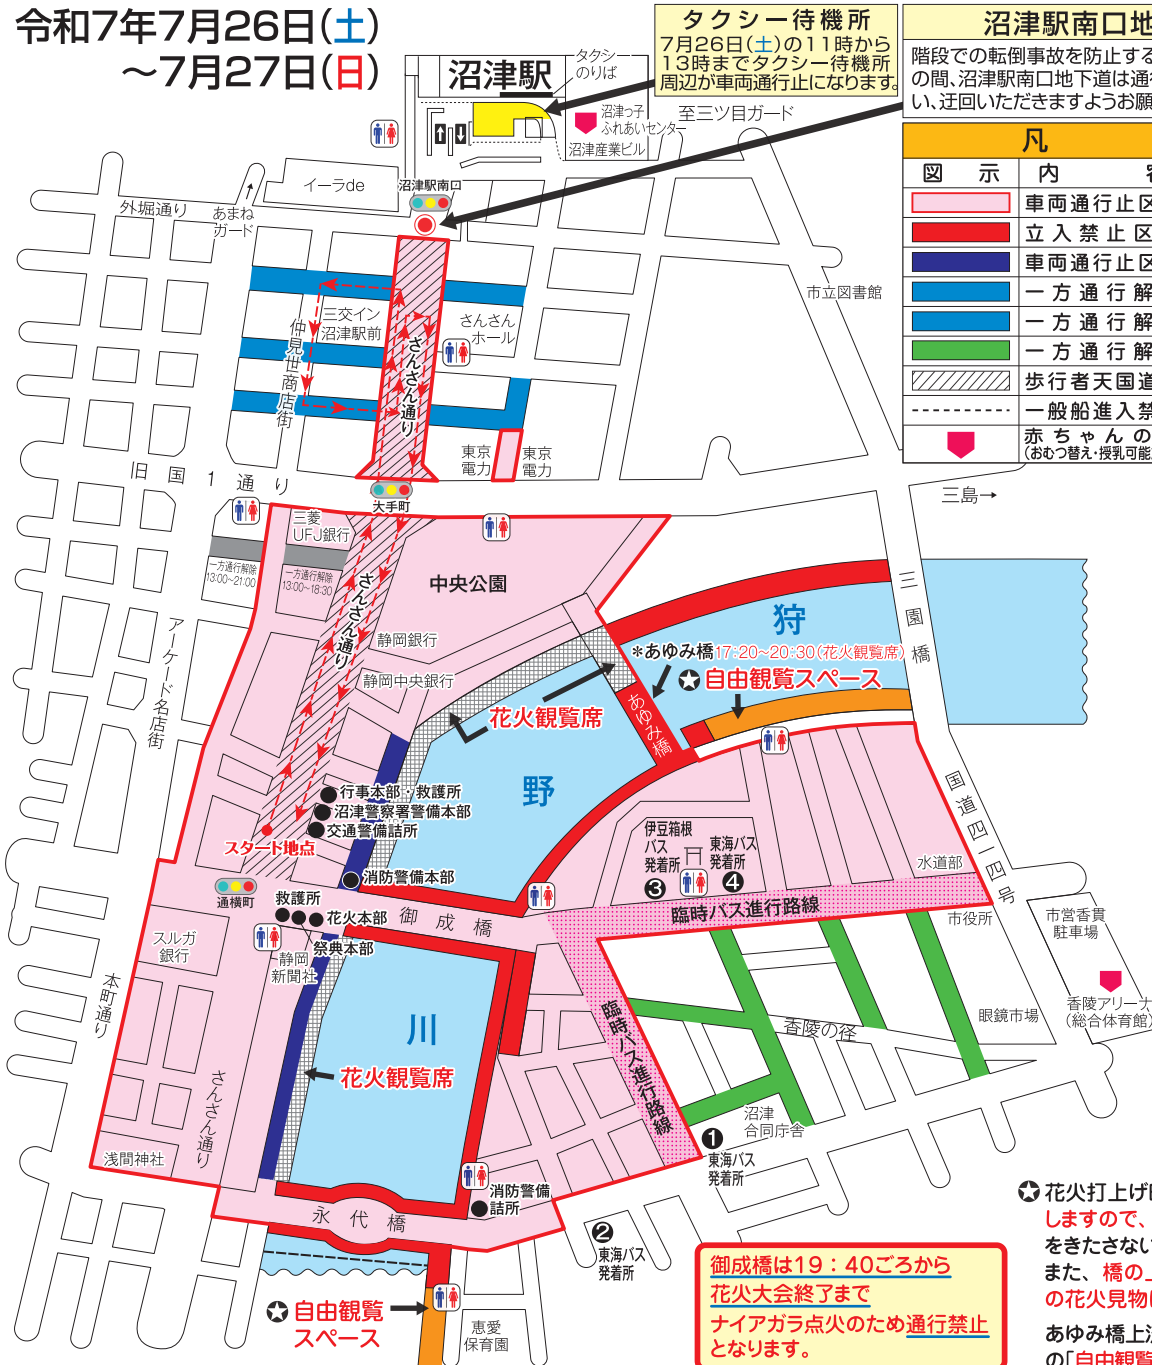 令和7年7月26日(土)
～7月27日(日)
沼津駅
タクシー
のりば
タクシー待機所
7月26日(土)の11時から
13時までタクシー待機所
周辺が車両通行止になります。
沼津駅南口地
階段での転倒事故を防止する
の間、沼津駅南口地下道は通行
い、迂回いただきますようお願
沼津っ子
ふれあいセンター
沼津産業ビル
至三ツ目ガード
凡
図 示 内 容
車両通行止区
立入禁止区
車両通行止区
一方通行解
一方通行解
一方通行解
歩行者天国道
一般船進入禁
赤ちゃんの
(おむつ替え・授乳可能
イーラde
沼津駅南口
外堀通り
あまね
ガード
市立図書館
三交イン
沼津駅前
さんさん
ホール
仲見世商店街
さんさん通り
東京
電力
東京
電力
旧国1通り
大手町
三島→
三菱
UFJ銀行
一方通行解除
13:00~21:00
一方通行解除
13:00~18:30
中央公園
さんさん通り
静岡銀行
静岡中央銀行
アーケード名店街
狩
三園橋
*あゆみ橋17:20~20:30(花火観覧席)
自由観覧スペース
花火観覧席
あゆみ橋
野
行事本部・救護所
沼津警察署警備本部
交通警備詰所
スタート地点
消防警備本部
伊豆箱根
バス
発着所
❸
東海バス
発着所
❹
国道四一四号
水道部
通横町
救護所
花火本部
祭典本部
御成橋
臨時バス進行路線
市役所
市営香貫
駐車場
スルガ
銀行
静岡
新聞社
本町通り
川
臨時バス進行路線
香陵の径
眼鏡市場
香陵アリーナ
(総合体育館)
花火観覧席
さんさん通り
沼津
合同庁舎
❶
東海バス
発着所
浅間神社
消防警備
詰所
永代橋
❷
東海バス
発着所
自由観覧
スペース
恵愛
保育園
御成橋は19：40ごろから
花火大会終了まで
ナイアガラ点火のため通行禁止
となります。
花火打上げ
しますので、
をきたさない
また、橋の上
の花火見物
あゆみ橋上流
の「自由観覧